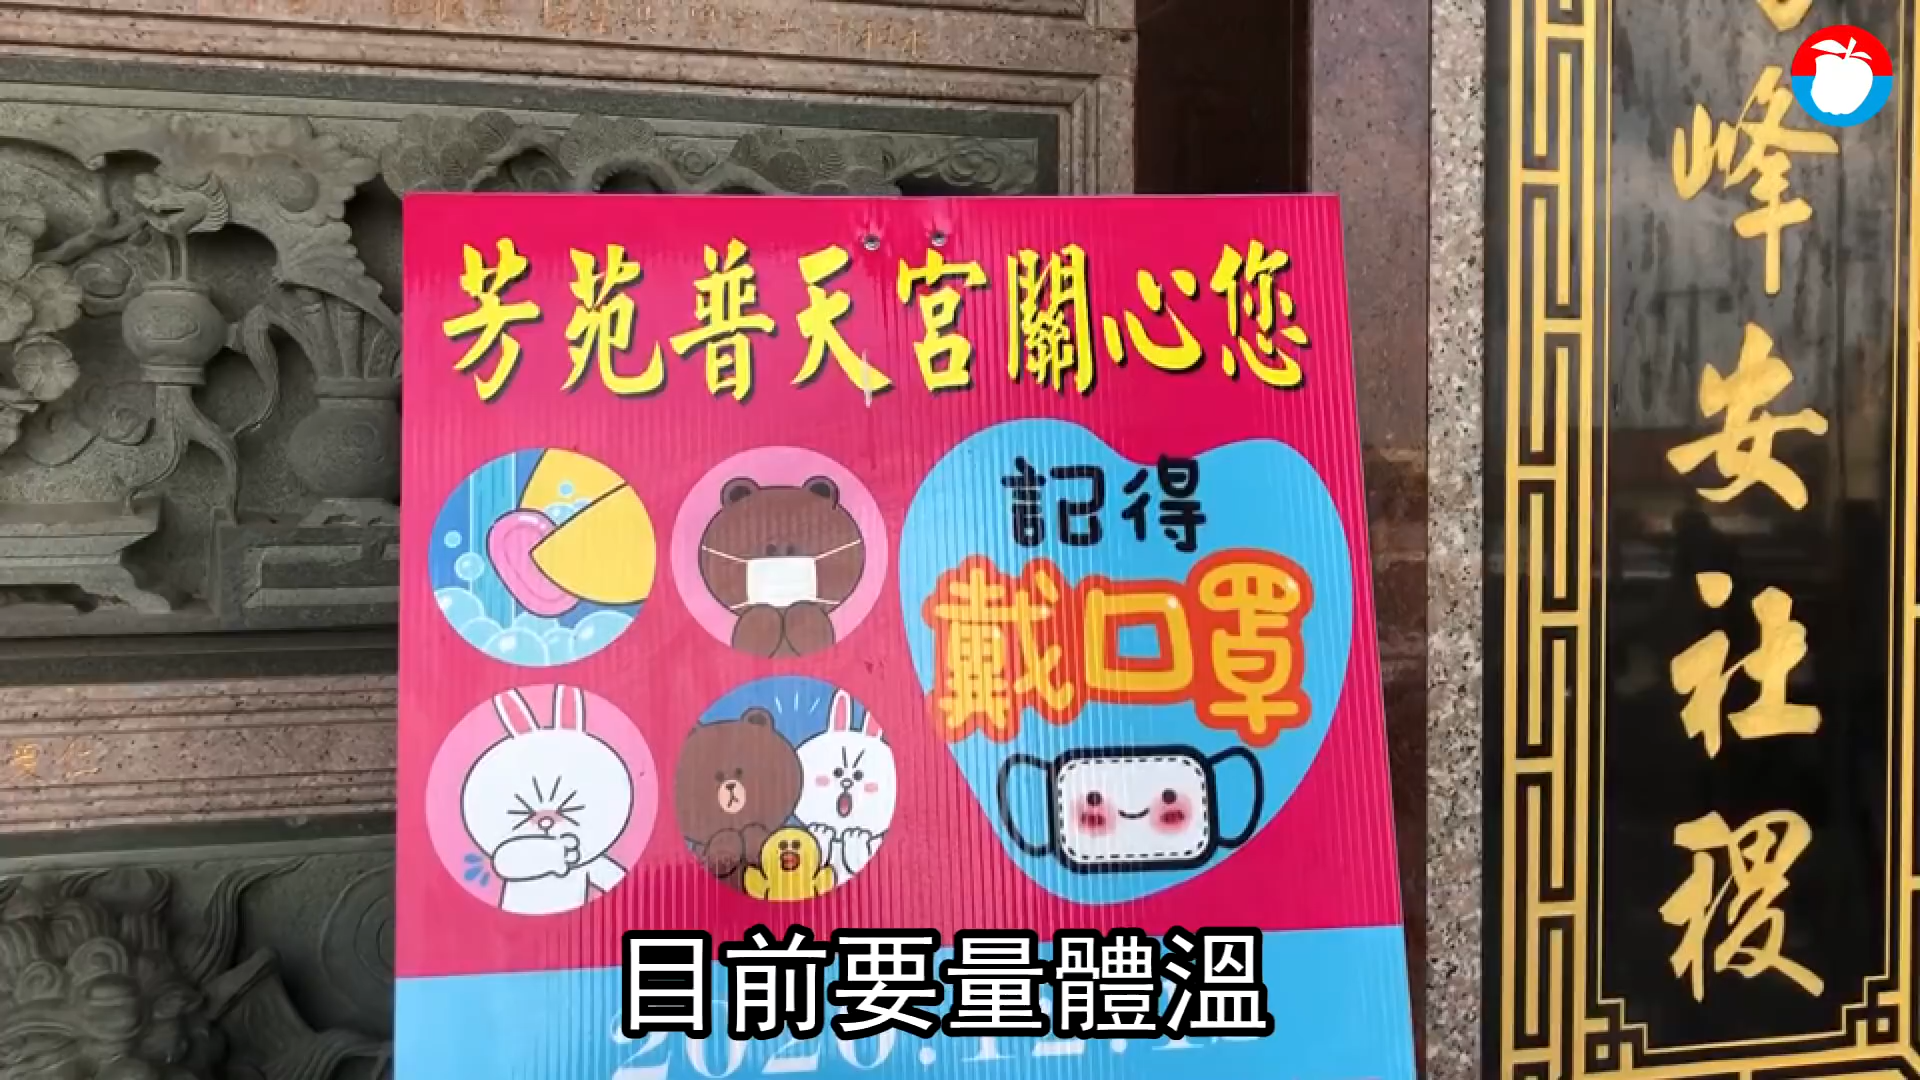 芳苑普天宮關心您
記得
戴口罩
峰安社稷
目前要量體溫